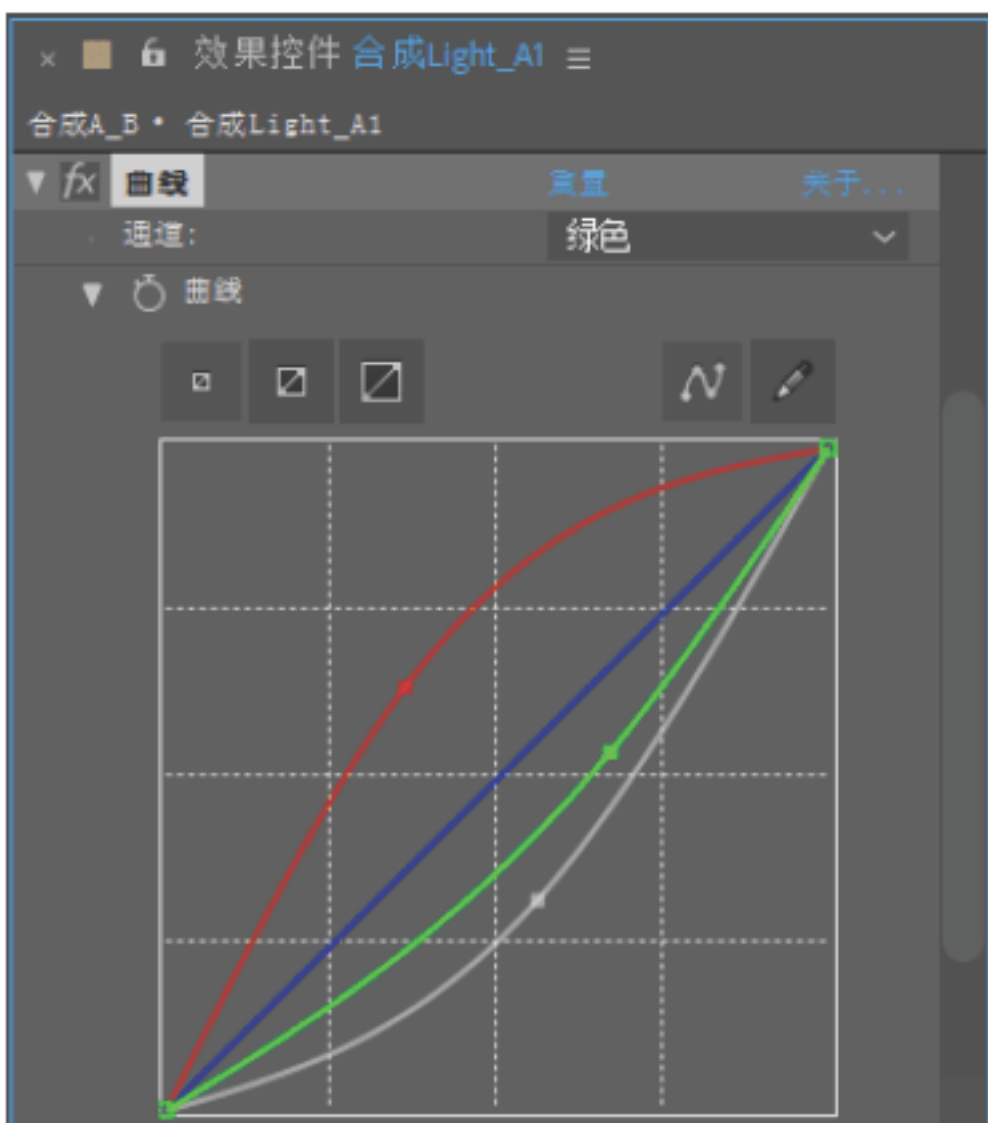 效果控件 合成Light_A1
合成A_B • 合成Light_A1
fx 曲线 重置 关于...
通道: 绿色
曲线